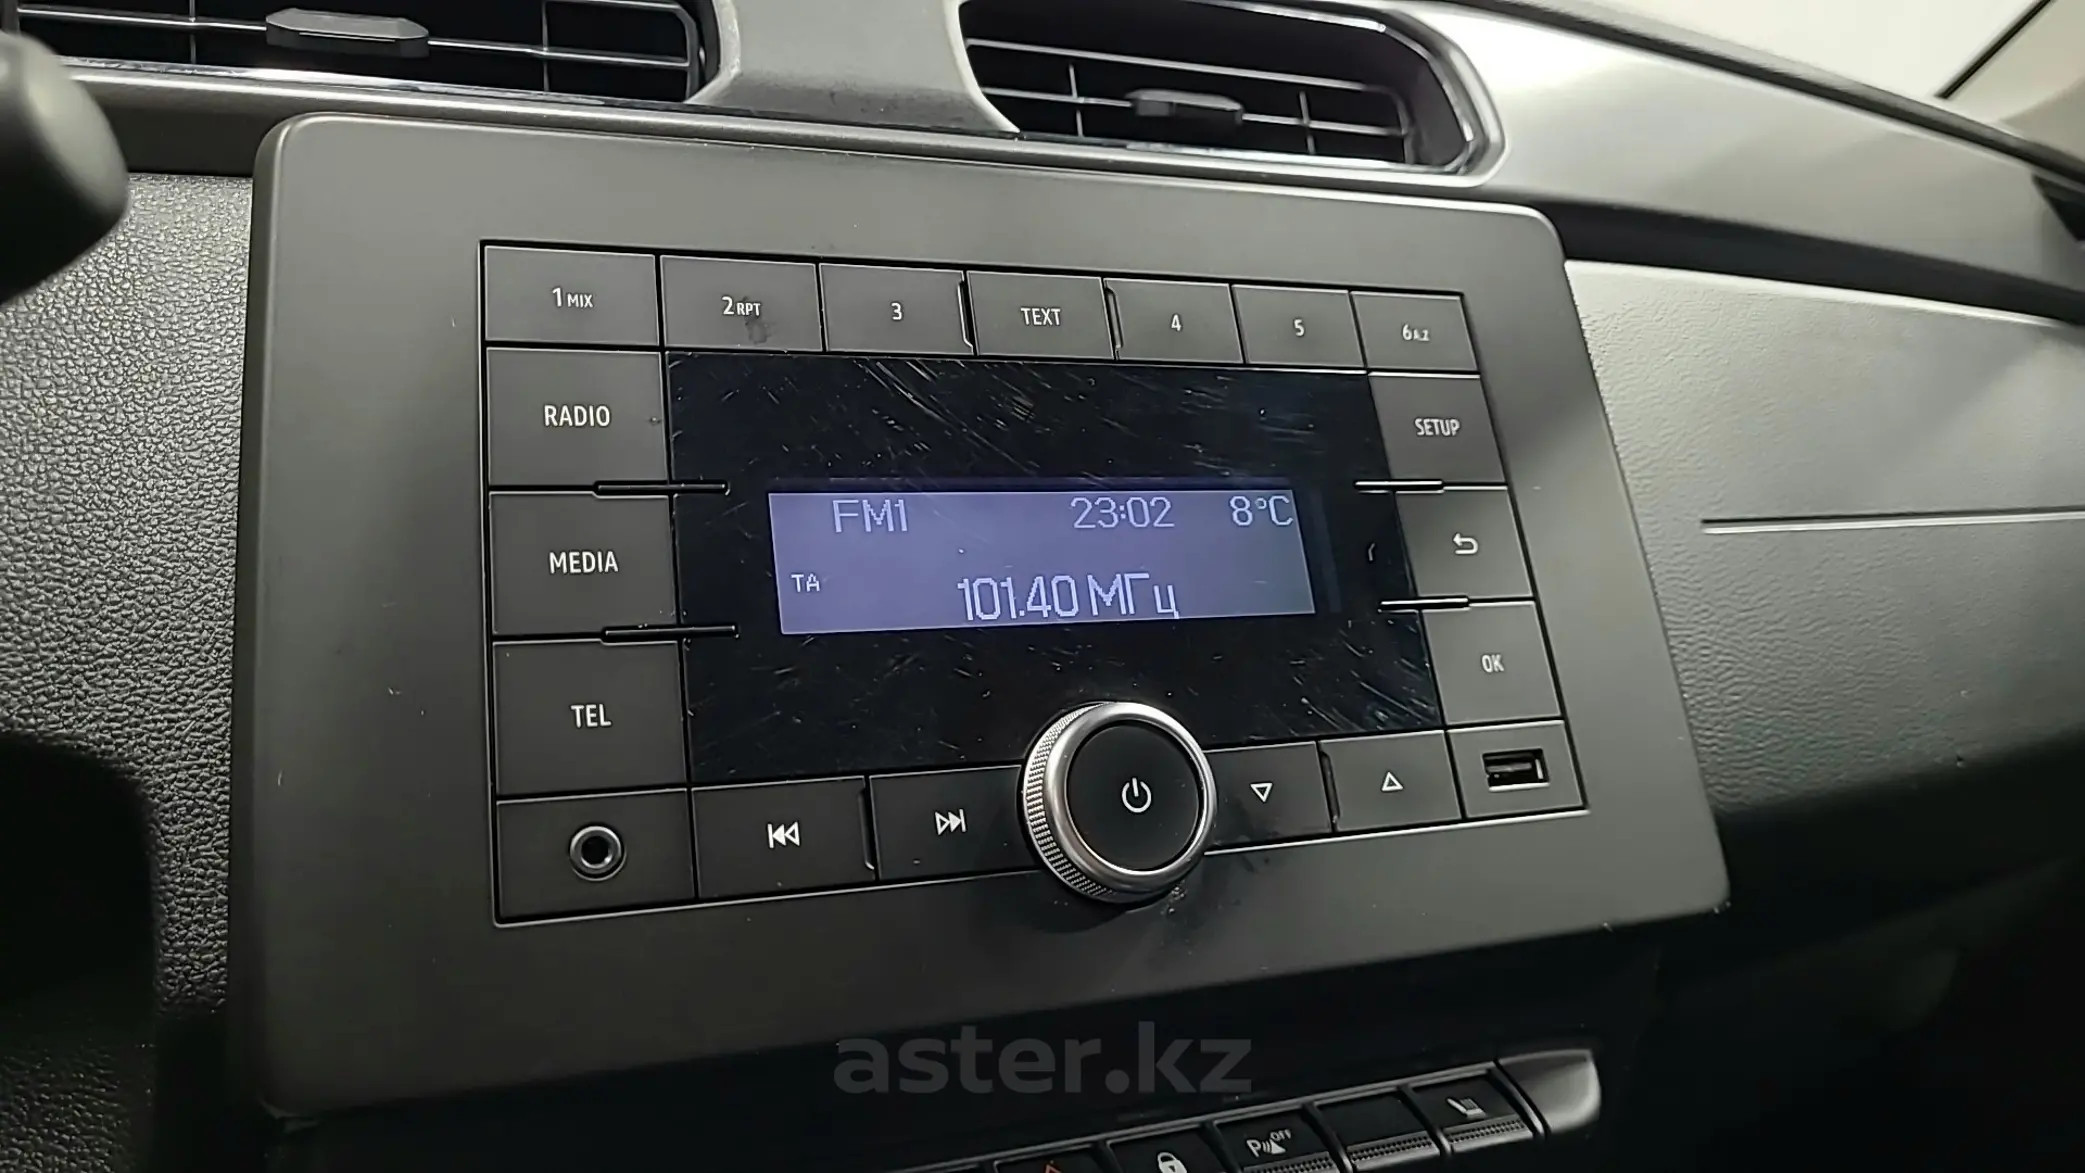 1 MIX
2 RPT
3
TEXT
4
5
6 A.Z
RADIO
SETUP
FM1 23:02 8°C
MEDIA
TA 101.40 МГц
OK
TEL
aster.kz
P OFF